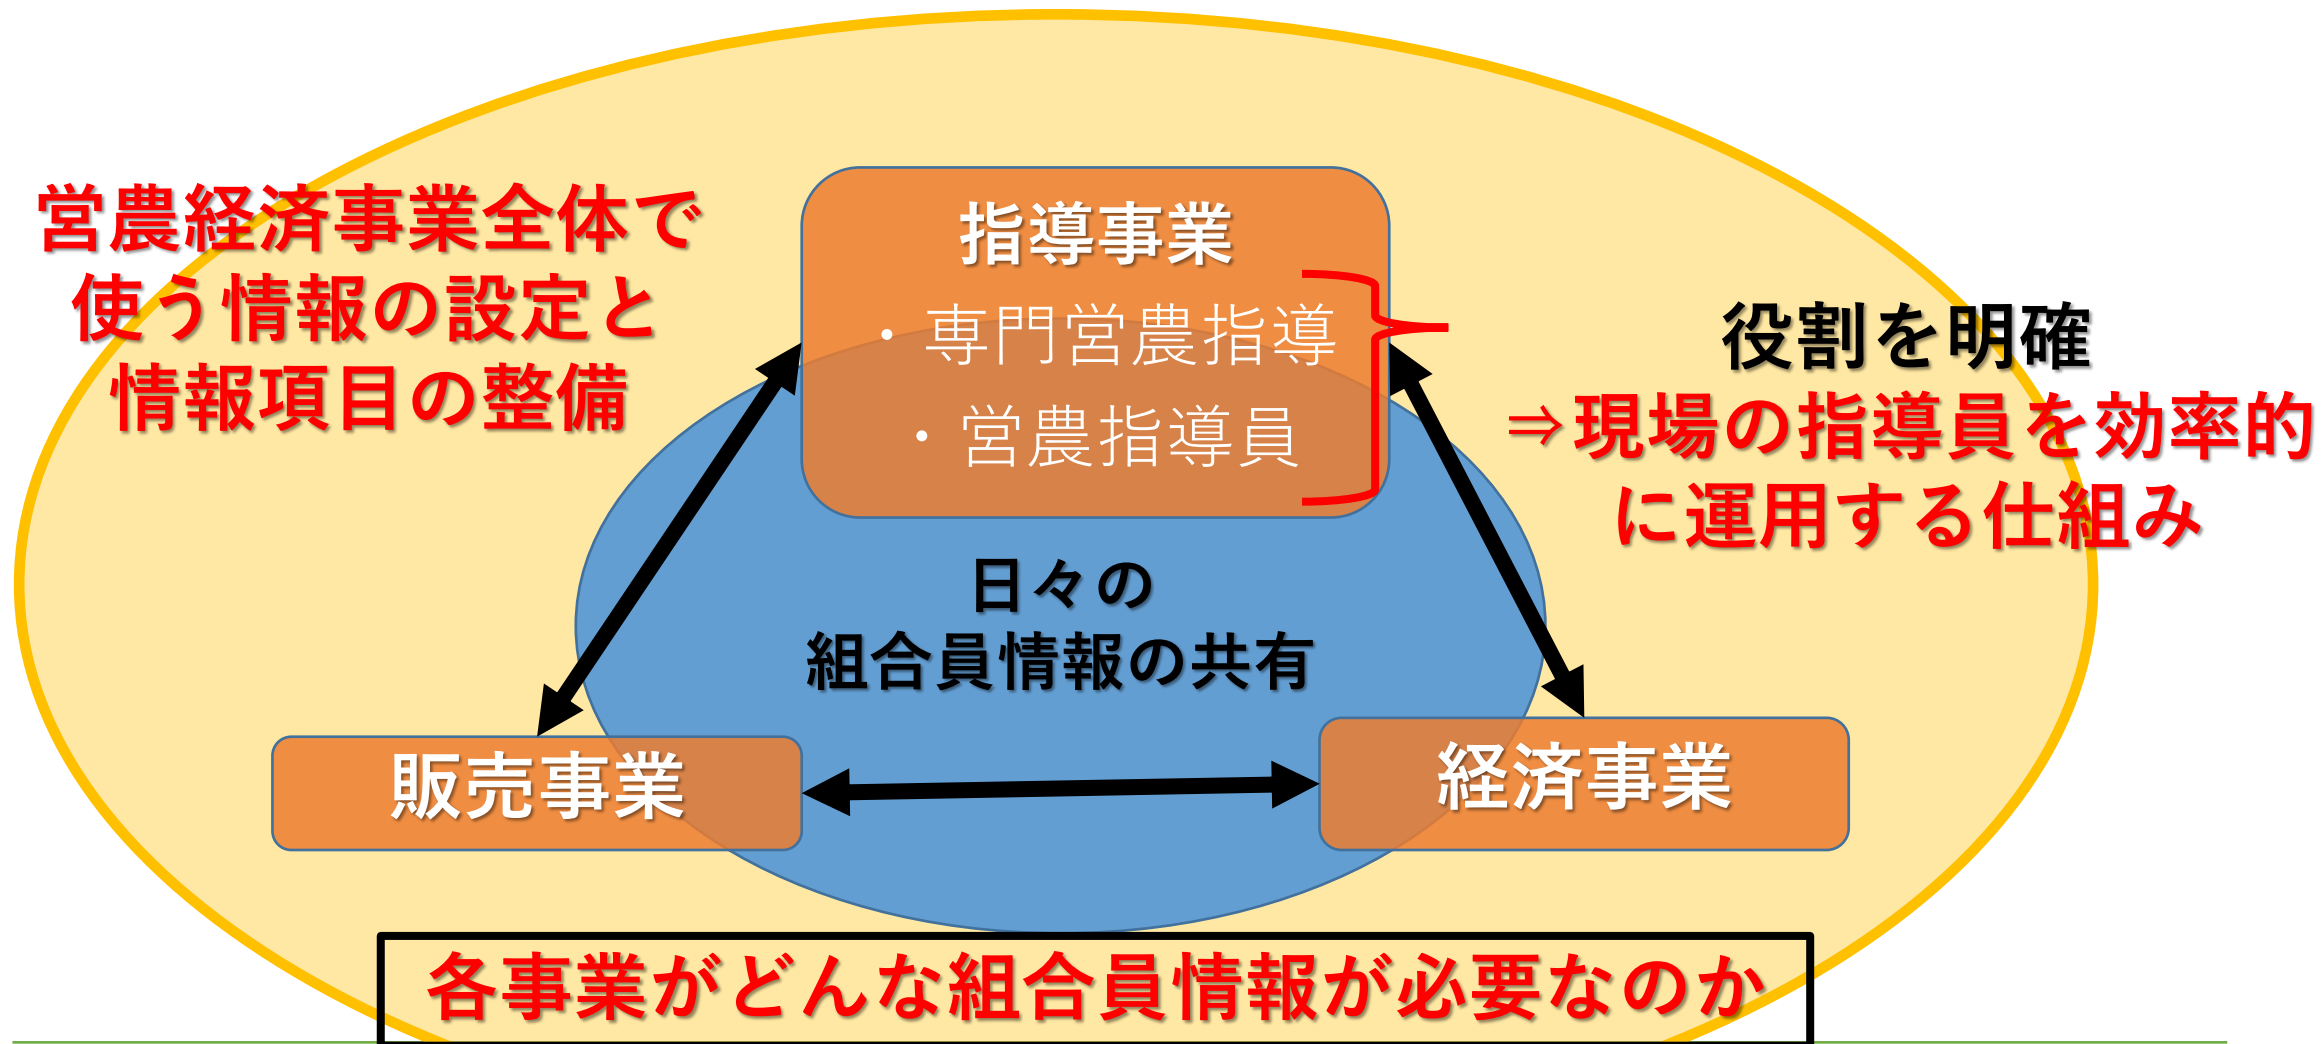 営農経済事業全体で
使う情報の設定と
情報項目の整備
指導事業
・専門営農指導
・営農指導員
役割を明確
⇒現場の指導員を効率的
に運用する仕組み
日々の
組合員情報の共有
販売事業
経済事業
各事業がどんな組合員情報が必要なのか